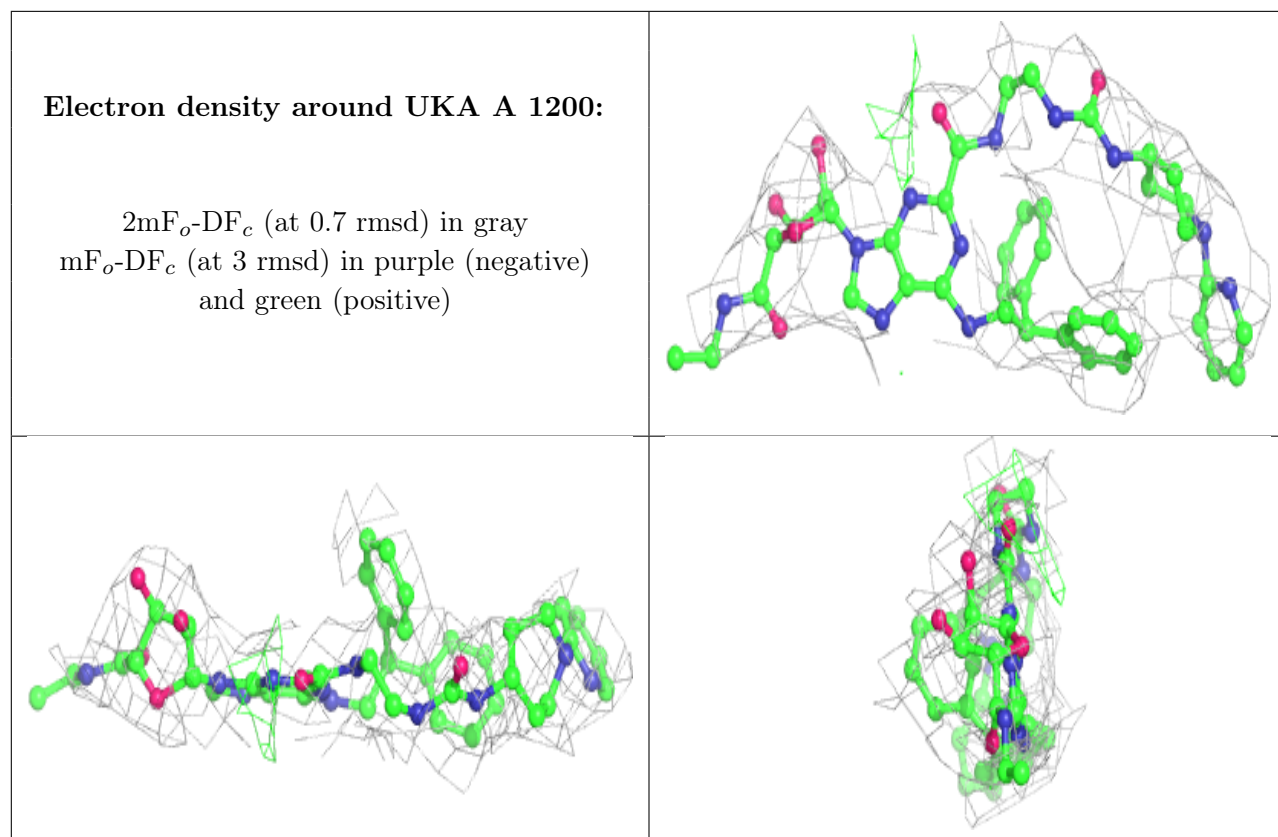 Electron density around UKA A 1200:
2mFo-DFc (at 0.7 rmsd) in gray
mFo-DFc (at 3 rmsd) in purple (negative)
and green (positive)